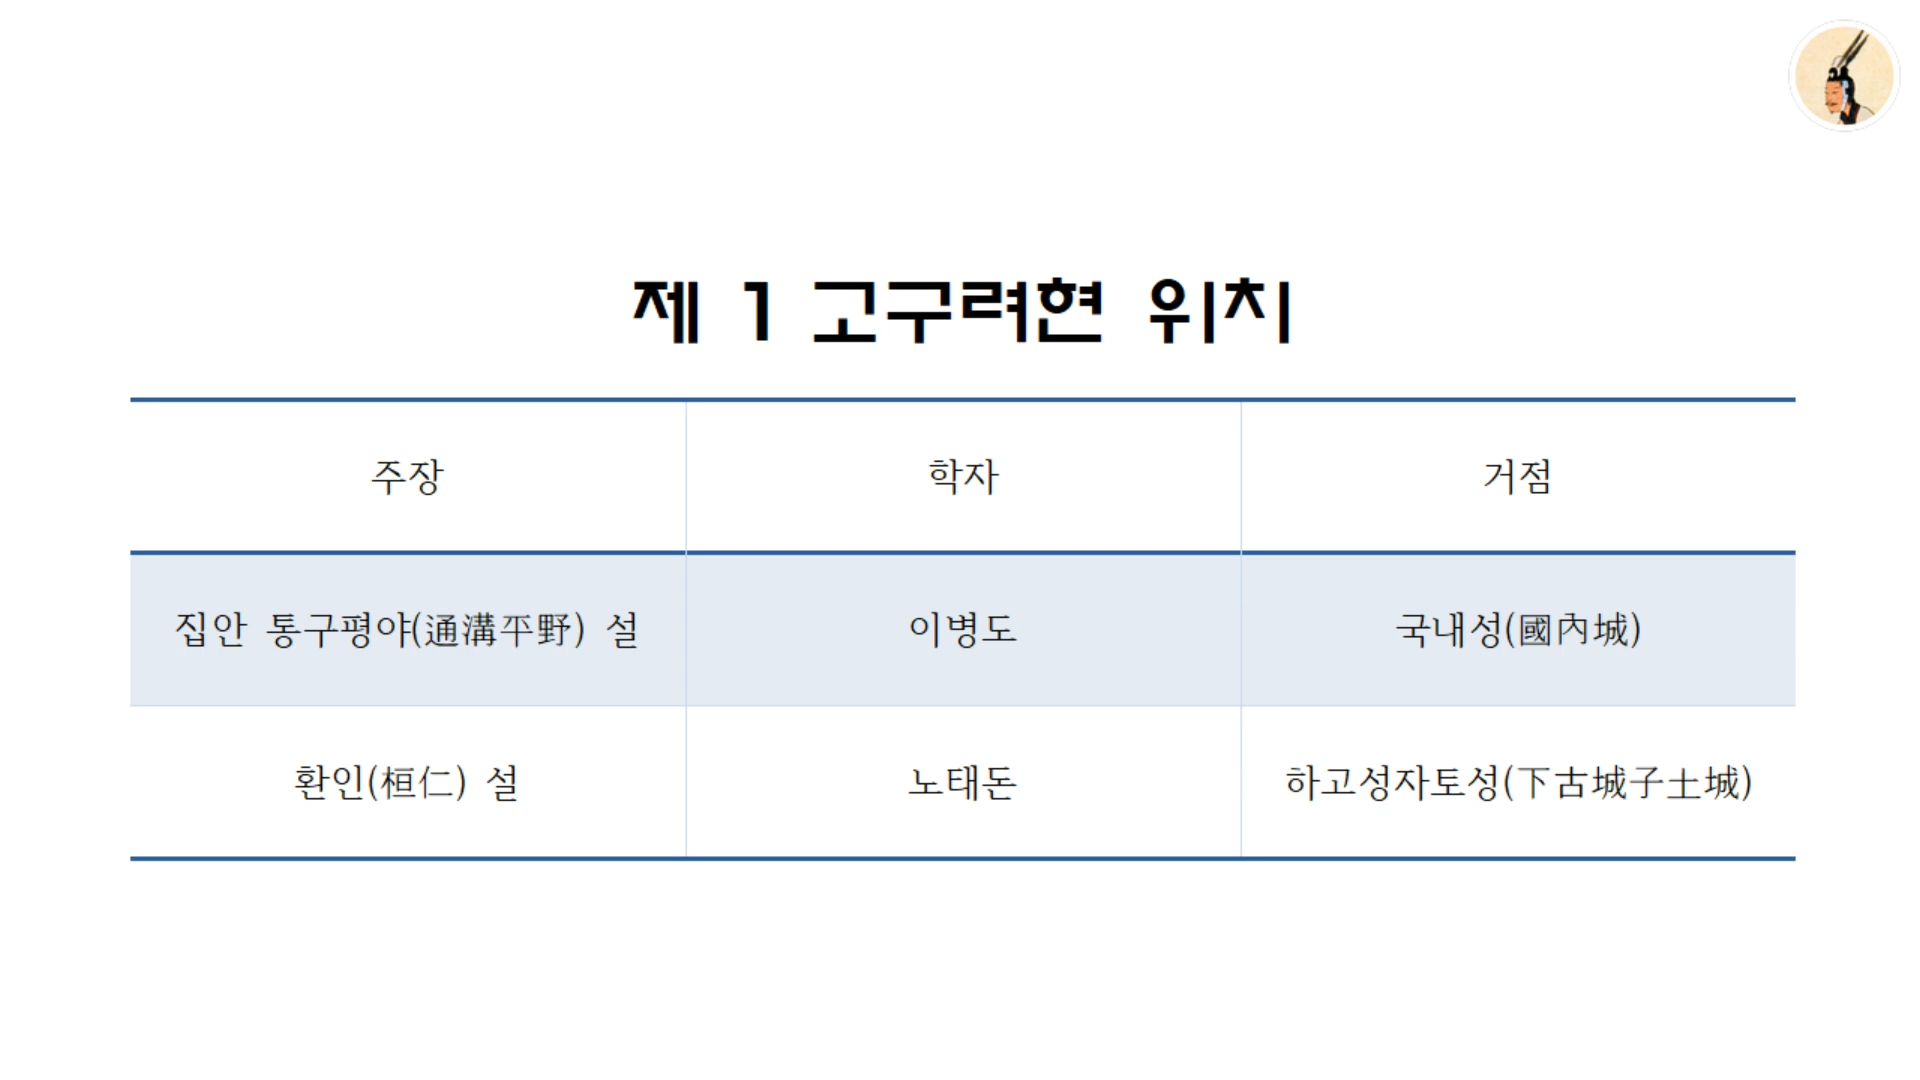 제 1 고구려현 위치
주장 학자 거점
집안 통구평야(通溝平野) 설 이병도 국내성(國內城)
환인(桓仁) 설 노태돈 하고성자토성(下古城子土城)